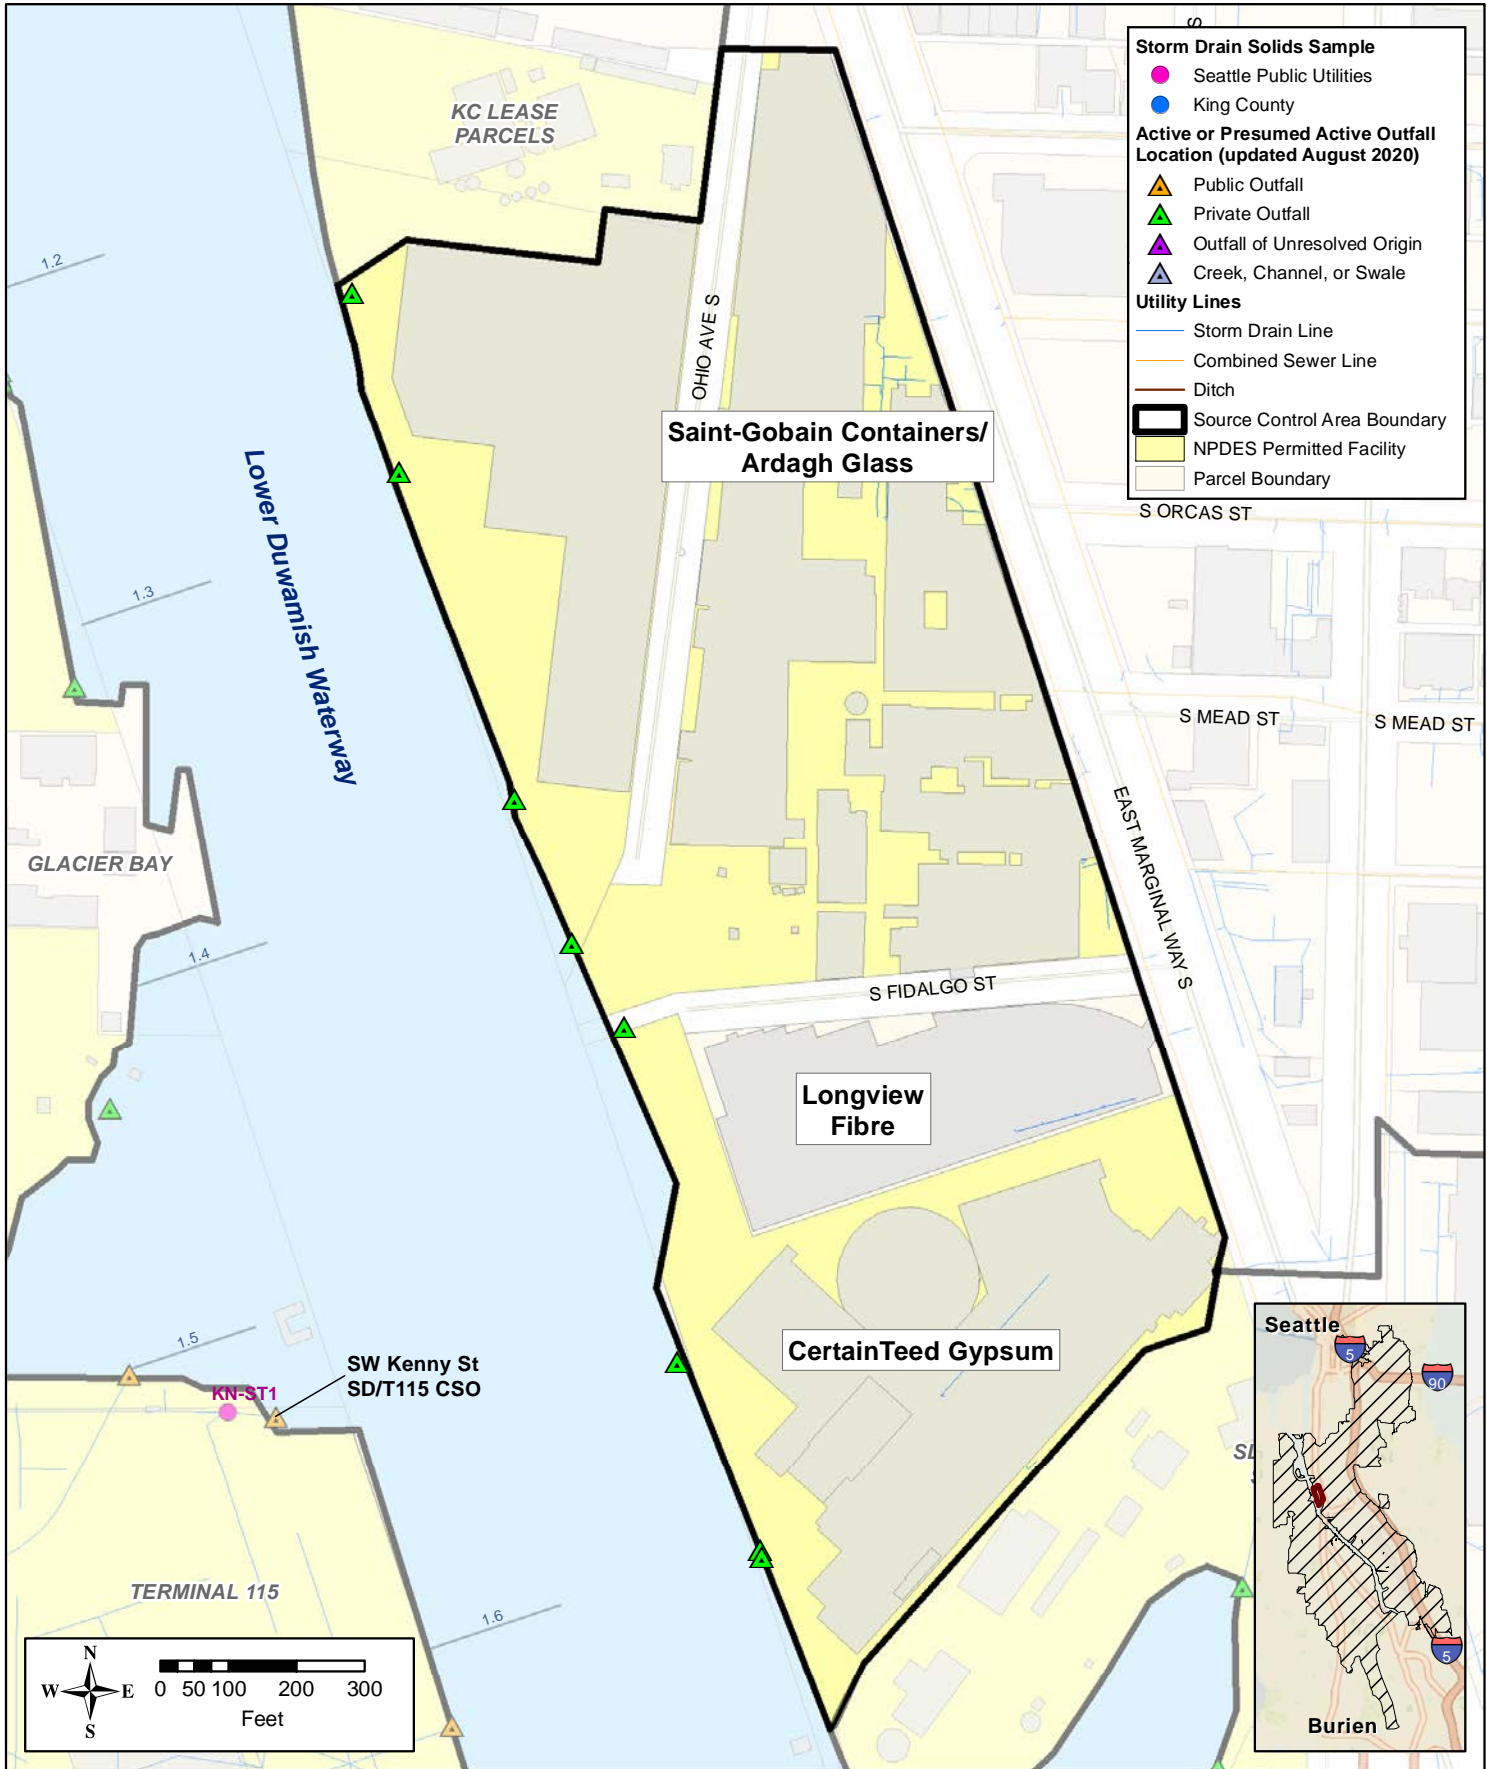 KC LEASE
PARCELS
S
Storm Drain Solids Sample
Seattle Public Utilities
King County
Active or Presumed Active Outfall
Location (updated August 2020)
Public Outfall
Private Outfall
Outfall of Unresolved Origin
Creek, Channel, or Swale
Utility Lines
Storm Drain Line
Combined Sewer Line
Ditch
Source Control Area Boundary
NPDES Permitted Facility
Parcel Boundary
1.2
OHIO AVE S
Saint-Gobain Containers/
Ardagh Glass
Lower Duwamish Waterway
S ORCAS ST
1.3
S MEAD ST
S MEAD ST
EAST MARGINAL WAY S
GLACIER BAY
1.4
S FIDALGO ST
Longview
Fibre
CertainTeed Gypsum
1.5
SW Kenny St
SD/T115 CSO
KN-ST1
TERMINAL 115
1.6
N
W E
S
0 50 100 200 300
Feet
Seattle
5
90
5
Burien